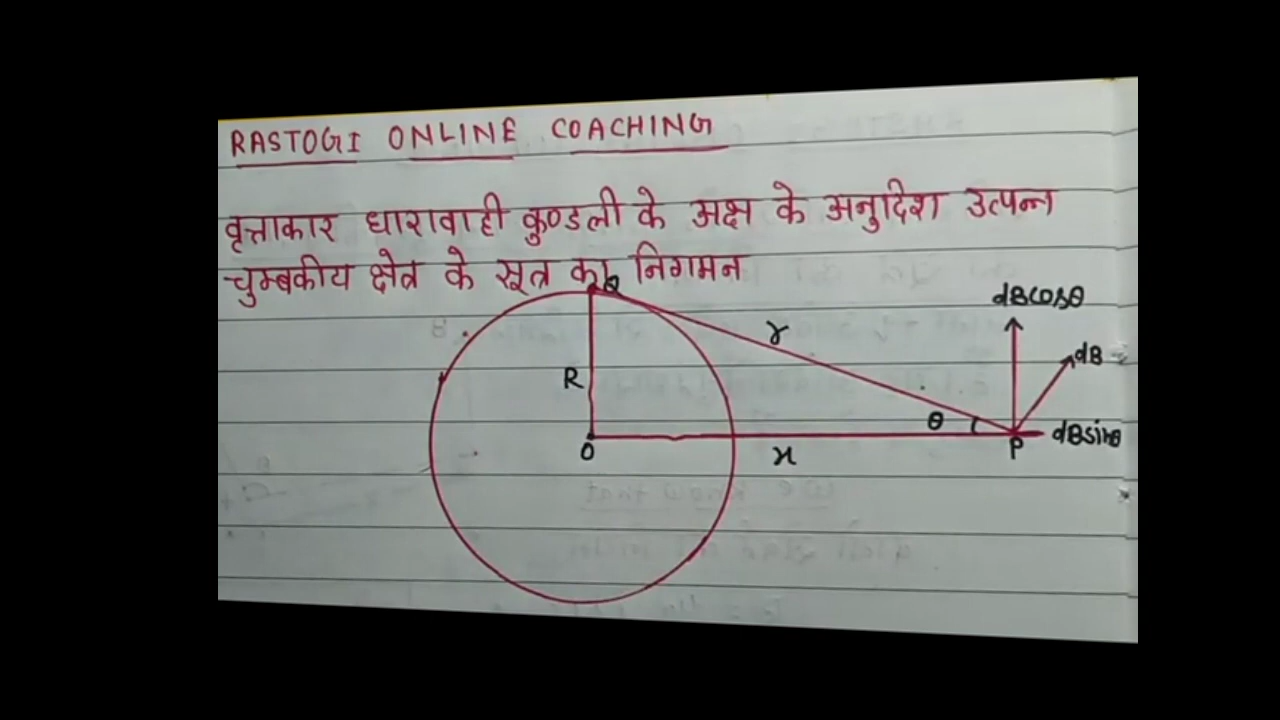 RASTOGI ONLINE COACHING
वृत्ताकार धारावाही कुण्डली के अक्ष के अनुदिश उत्पन्न
चुम्बकीय क्षेत्र के सूत्र का निगमन
Q
dBcosθ
r
dB
R
θ
dBsinθ
O
x
P